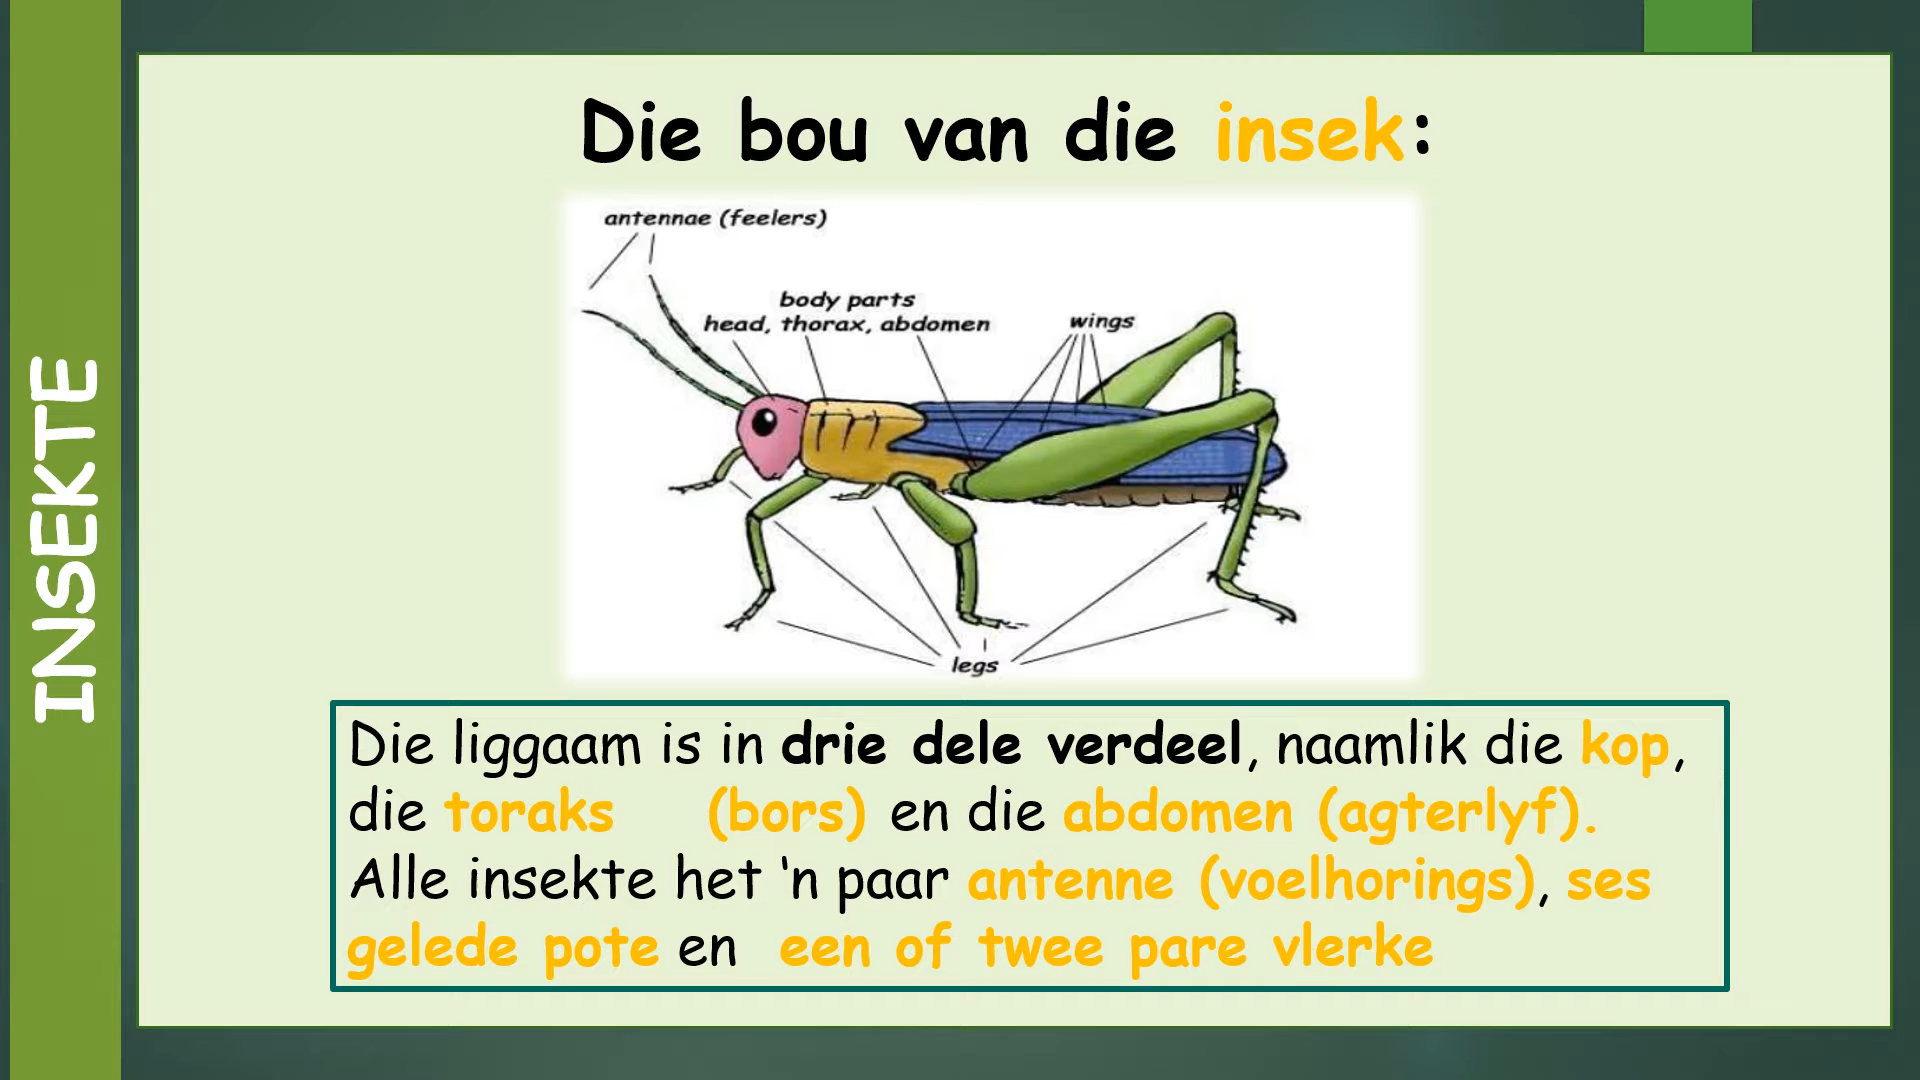 INSEKTE
Die bou van die insek:
antennae (feelers)
body parts
head, thorax, abdomen
wings
legs
Die liggaam is in drie dele verdeel, naamlik die kop,
die toraks (bors) en die abdomen (agterlyf).
Alle insekte het ‘n paar antenne (voelhorings), ses
gelede pote en een of twee pare vlerke